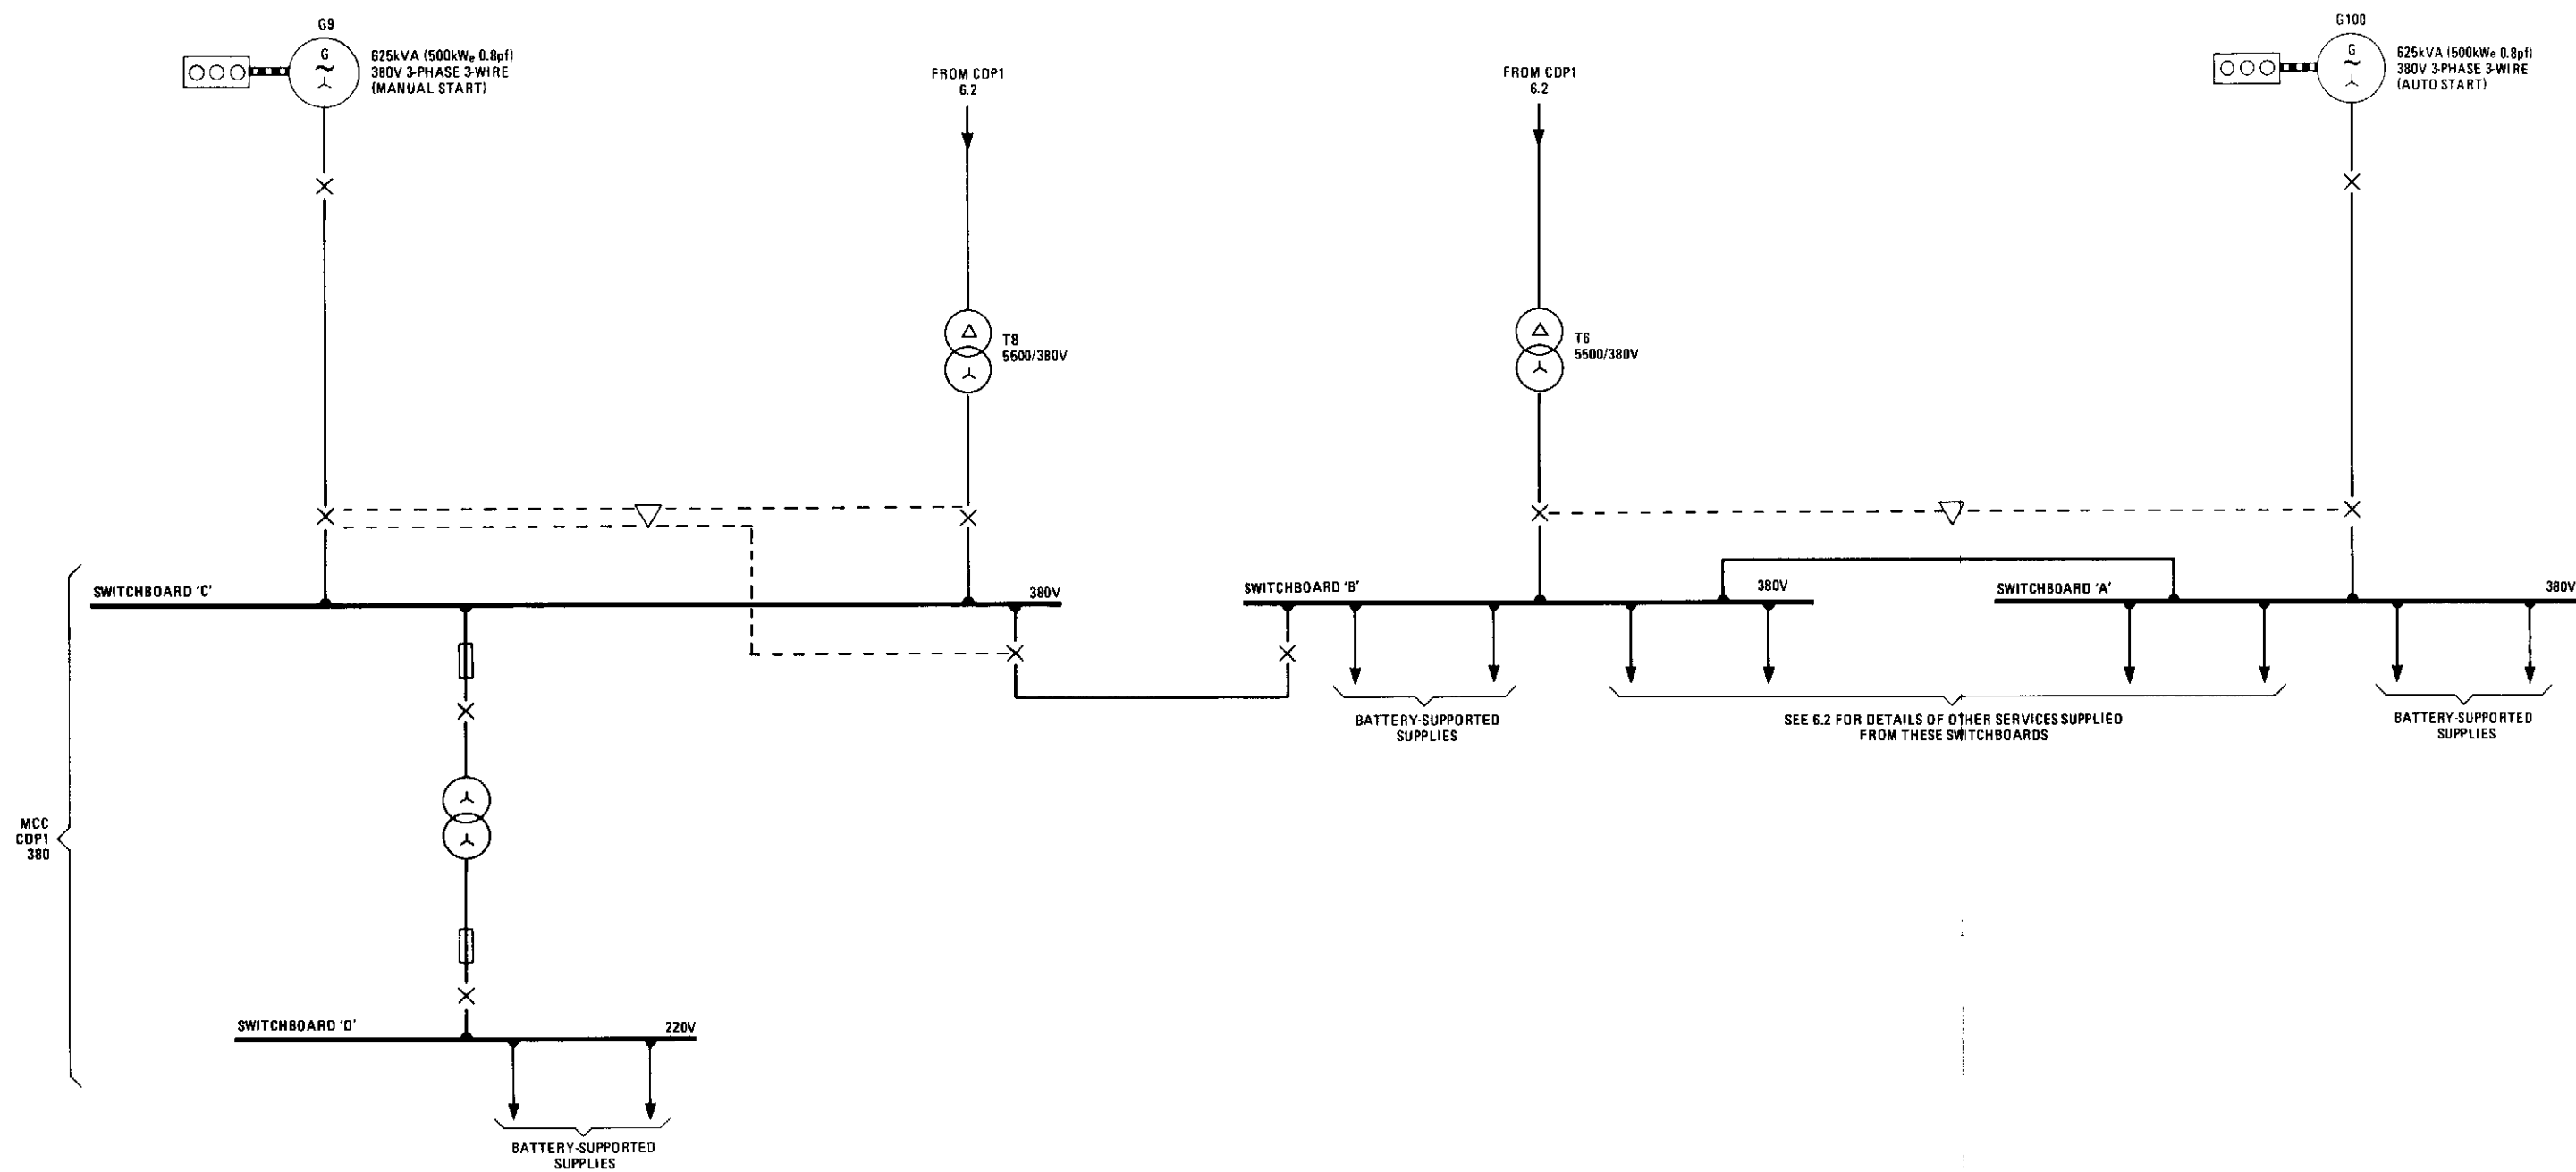 G9
G
625kVA (500kWe 0.8pf)
380V 3-PHASE 3-WIRE
(MANUAL START)
FROM CDP1
6.2
FROM CDP1
6.2
G100
G
625kVA (500kWe 0.8pf)
380V 3-PHASE 3-WIRE
(AUTO START)
T8
5500/380V
T6
5500/380V
SWITCHBOARD 'C'
380V
SWITCHBOARD 'B'
380V
SWITCHBOARD 'A'
380V
BATTERY-SUPPORTED
SUPPLIES
SEE 6.2 FOR DETAILS OF OTHER SERVICES SUPPLIED
FROM THESE SWITCHBOARDS
BATTERY-SUPPORTED
SUPPLIES
MCC
CDP1
380
SWITCHBOARD 'D'
220V
BATTERY-SUPPORTED
SUPPLIES